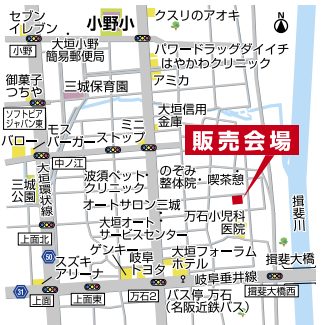 セブン
イレブン
小野
小野小
クスリのアオキ
N
大垣小野
簡易郵便局
パワードラッグダイイチ
はやかわクリニック
御菓子
つちや
三城保育園
アミカ
ソフトピア
ジャパン東
大垣信用
金庫
バロー
モス
バーガー
ミニ
ストップ
販売会場
中ノ江
三城
公園
大垣環状線
波須ペット
クリニック
のぞみ
整体院
喫茶憩
オートサロン三城
万石小児科
医院
揖斐川
上面北
大垣オート
サービスセンター
50
スズキ
アリーナ
ゲンキー
岐阜
トヨタ
大垣フォーラム
ホテル
揖斐大橋
岐阜垂井線
31
上面
上面東
万石2
バス停・万石
(名阪近鉄バス)
揖斐大橋西